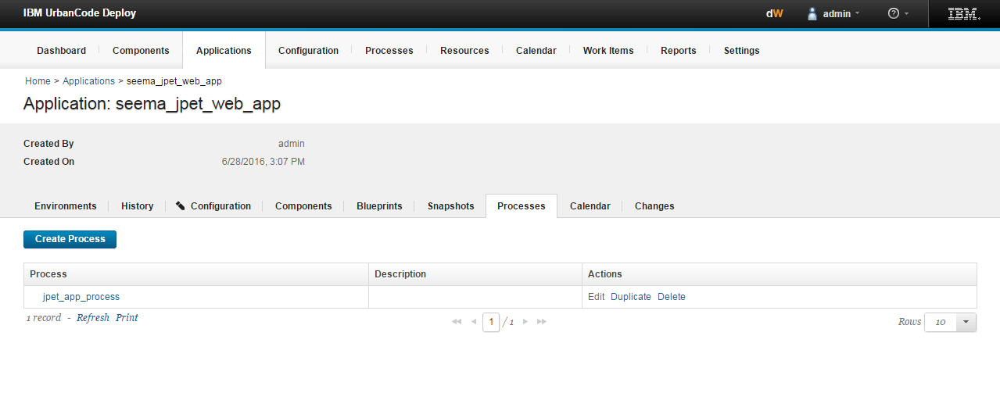 IBM UrbanCode Deploy dW admin ? IBM.
Dashboard Components Applications Configuration Processes Resources Calendar Work Items Reports Settings
Home > Applications > seema_jpet_web_app
Application: seema_jpet_web_app
Created By admin
Created On 6/28/2016, 3:07 PM
Environments History Configuration Components Blueprints Snapshots Processes Calendar Changes
Create Process
Process Description Actions
jpet_app_process Edit Duplicate Delete
1 record - Refresh Print 1 / 1 Rows 10